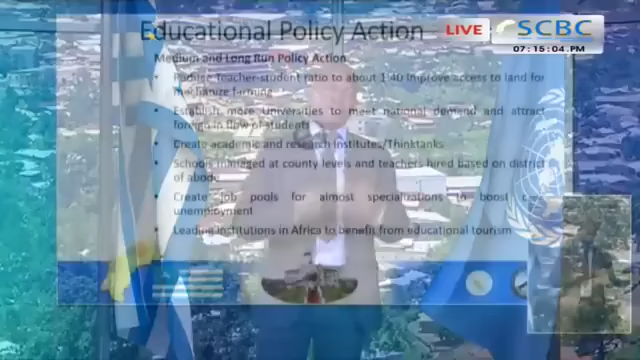 Educational Policy Action
LIVE
SCBC
07:15:04 PM
Medium and Long Run Policy Action
Teacher-student ratio to about 1:40 improve access to land for
mechanize farming
Establish more Universities to meet national demand and attract
foreign in flow of students
Create academic and research institutes/Thinktanks
Schools managed at county levels and teachers hired based on district
of abode
Create job pools for almost specializations to boost
unemployment
Leading institutions in Africa to benefit from educational tourism